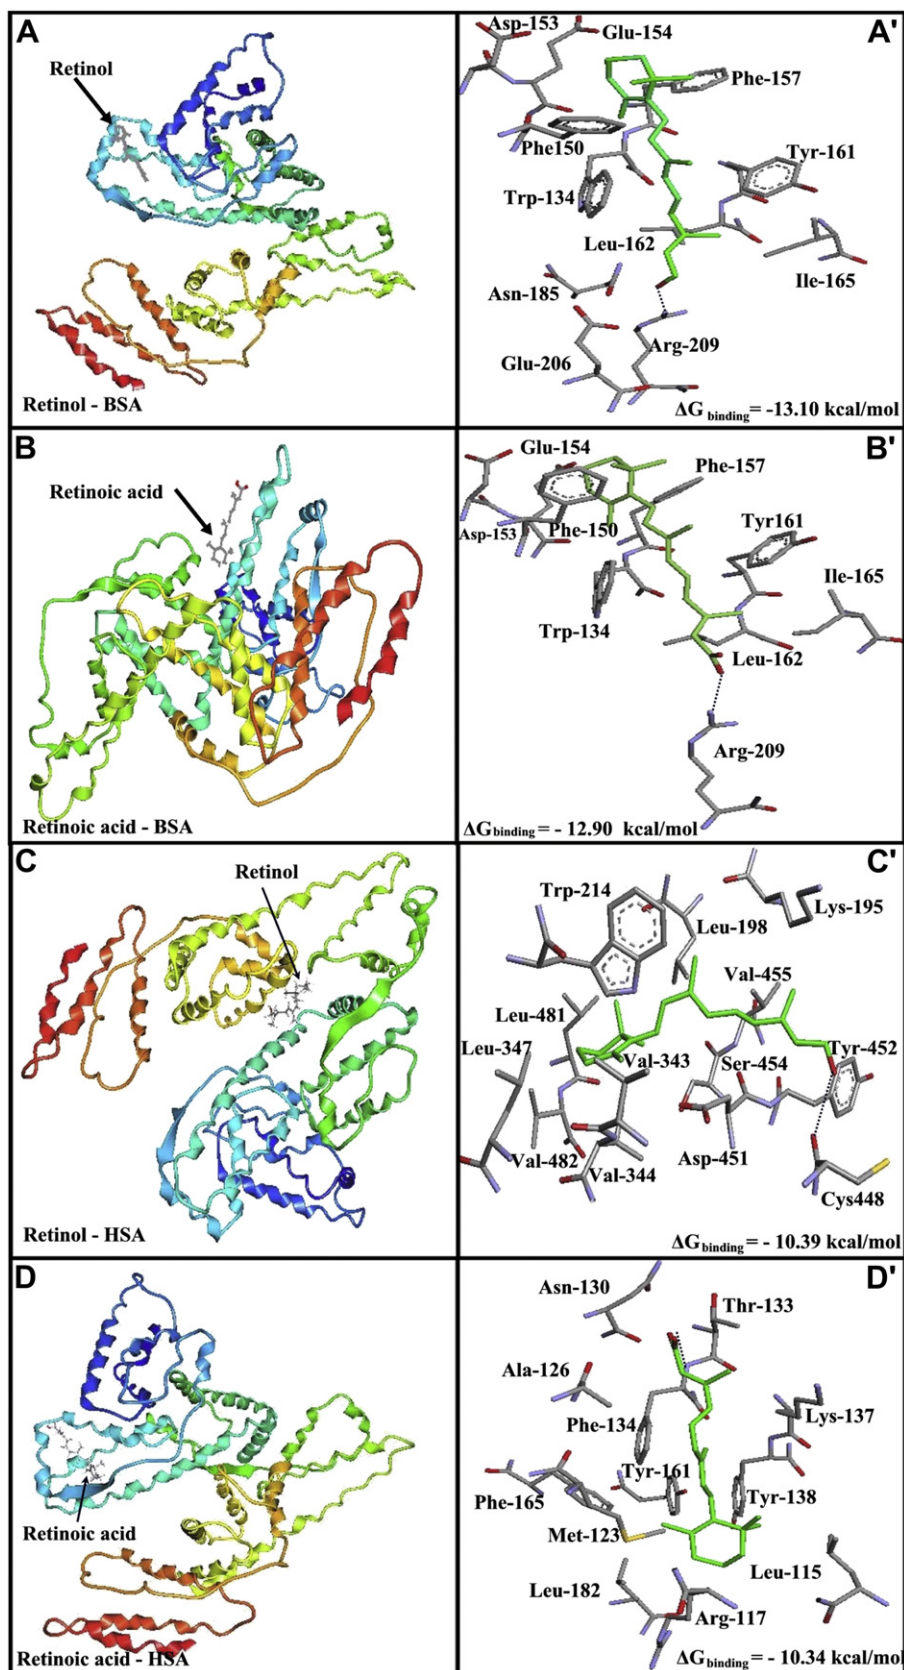 A
Retinol
Retinol - BSA
A'
Asp-153
Glu-154
Phe-157
Phe150
Tyr-161
Trp-134
Leu-162
Ile-165
Asn-185
Arg-209
Glu-206
ΔG binding = -13.10 kcal/mol
B
Retinoic acid
Retinoic acid - BSA
B'
Glu-154
Phe-157
Asp-153
Phe-150
Tyr161
Ile-165
Trp-134
Leu-162
Arg-209
ΔGbinding = - 12.90 kcal/mol
C
Retinol
Retinol - HSA
C'
Trp-214
Lys-195
Leu-198
Val-455
Leu-481
Leu-347
Val-343
Ser-454
Tyr-452
Val-482
Val-344
Asp-451
Cys448
ΔGbinding = - 10.39 kcal/mol
D
Retinoic acid
Retinoic acid - HSA
D'
Asn-130
Thr-133
Ala-126
Phe-134
Lys-137
Tyr-161
Phe-165
Tyr-138
Met-123
Leu-115
Leu-182
Arg-117
ΔGbinding = - 10.34 kcal/mol